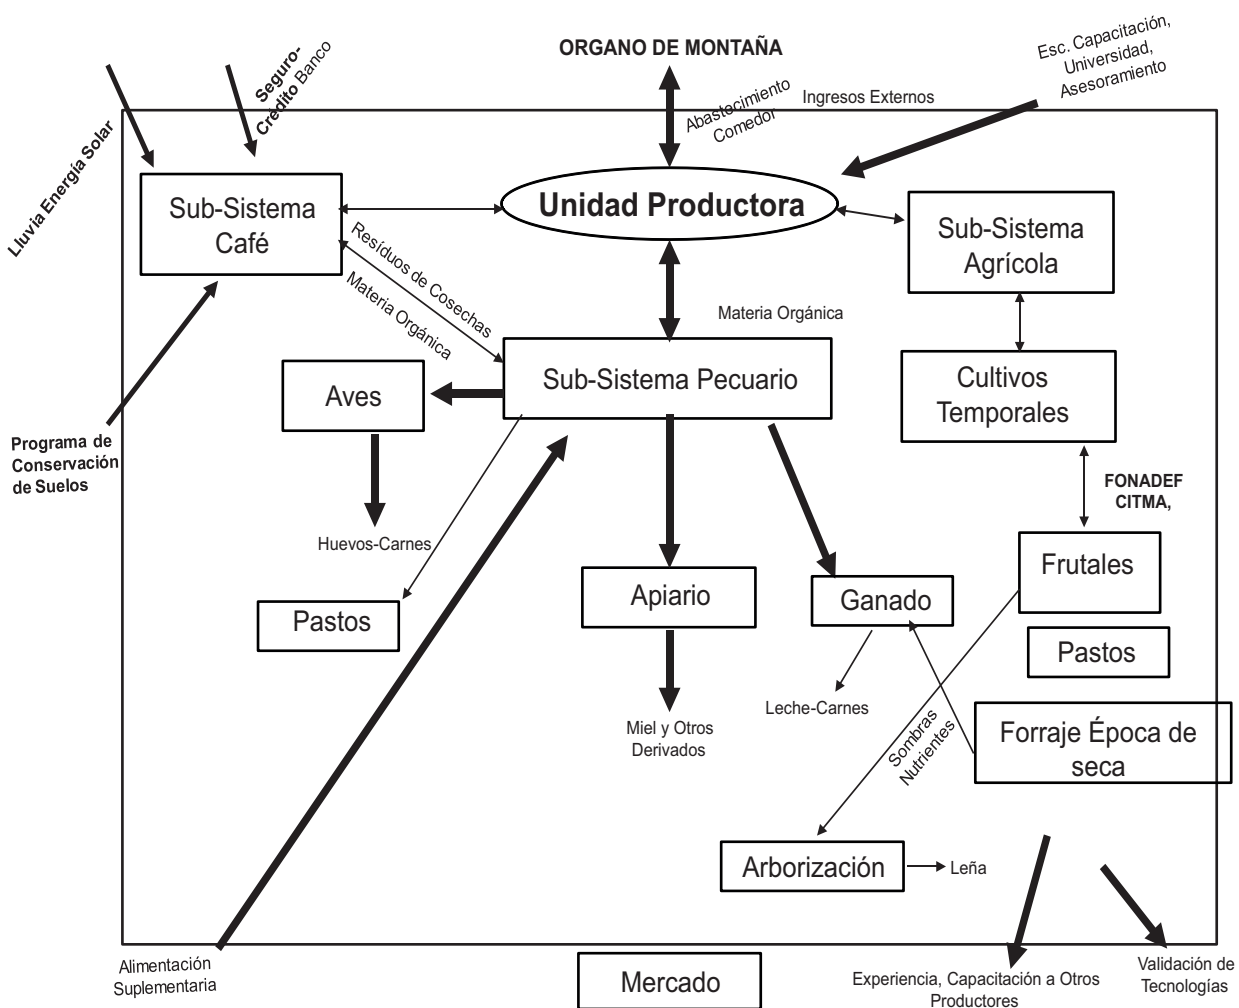 ORGANO DE MONTAÑA
Esc. Capacitación,
Universidad,
Asesoramiento
Seguro-
Crédito Banco
Lluvia Energía Solar
Abastecimiento
Comedor
Ingresos Externos
Unidad Productora
Sub-Sistema
Café
Sub-Sistema
Agrícola
Resíduos de Cosechas
Materia Orgánica
Materia Orgánica
Sub-Sistema Pecuario
Aves
Cultivos
Temporales
Programa de
Conservación
de Suelos
FONADEF
CITMA,
Huevos-Carnes
Frutales
Apiario
Ganado
Pastos
Pastos
Leche-Carnes
Miel y Otros
Derivados
Sombras
Nutrientes
Forraje Época de
seca
Arborización
Leña
Alimentación
Suplementaria
Mercado
Experiencia, Capacitación a Otros
Productores
Validación de
Tecnologías